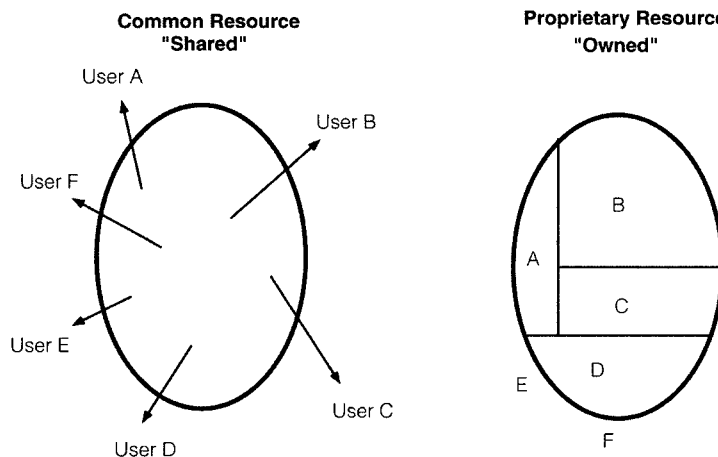 Common Resource
"Shared"
User A
User B
User F
User E
User D
User C
Proprietary Resourc
"Owned"
A
B
C
D
E
F